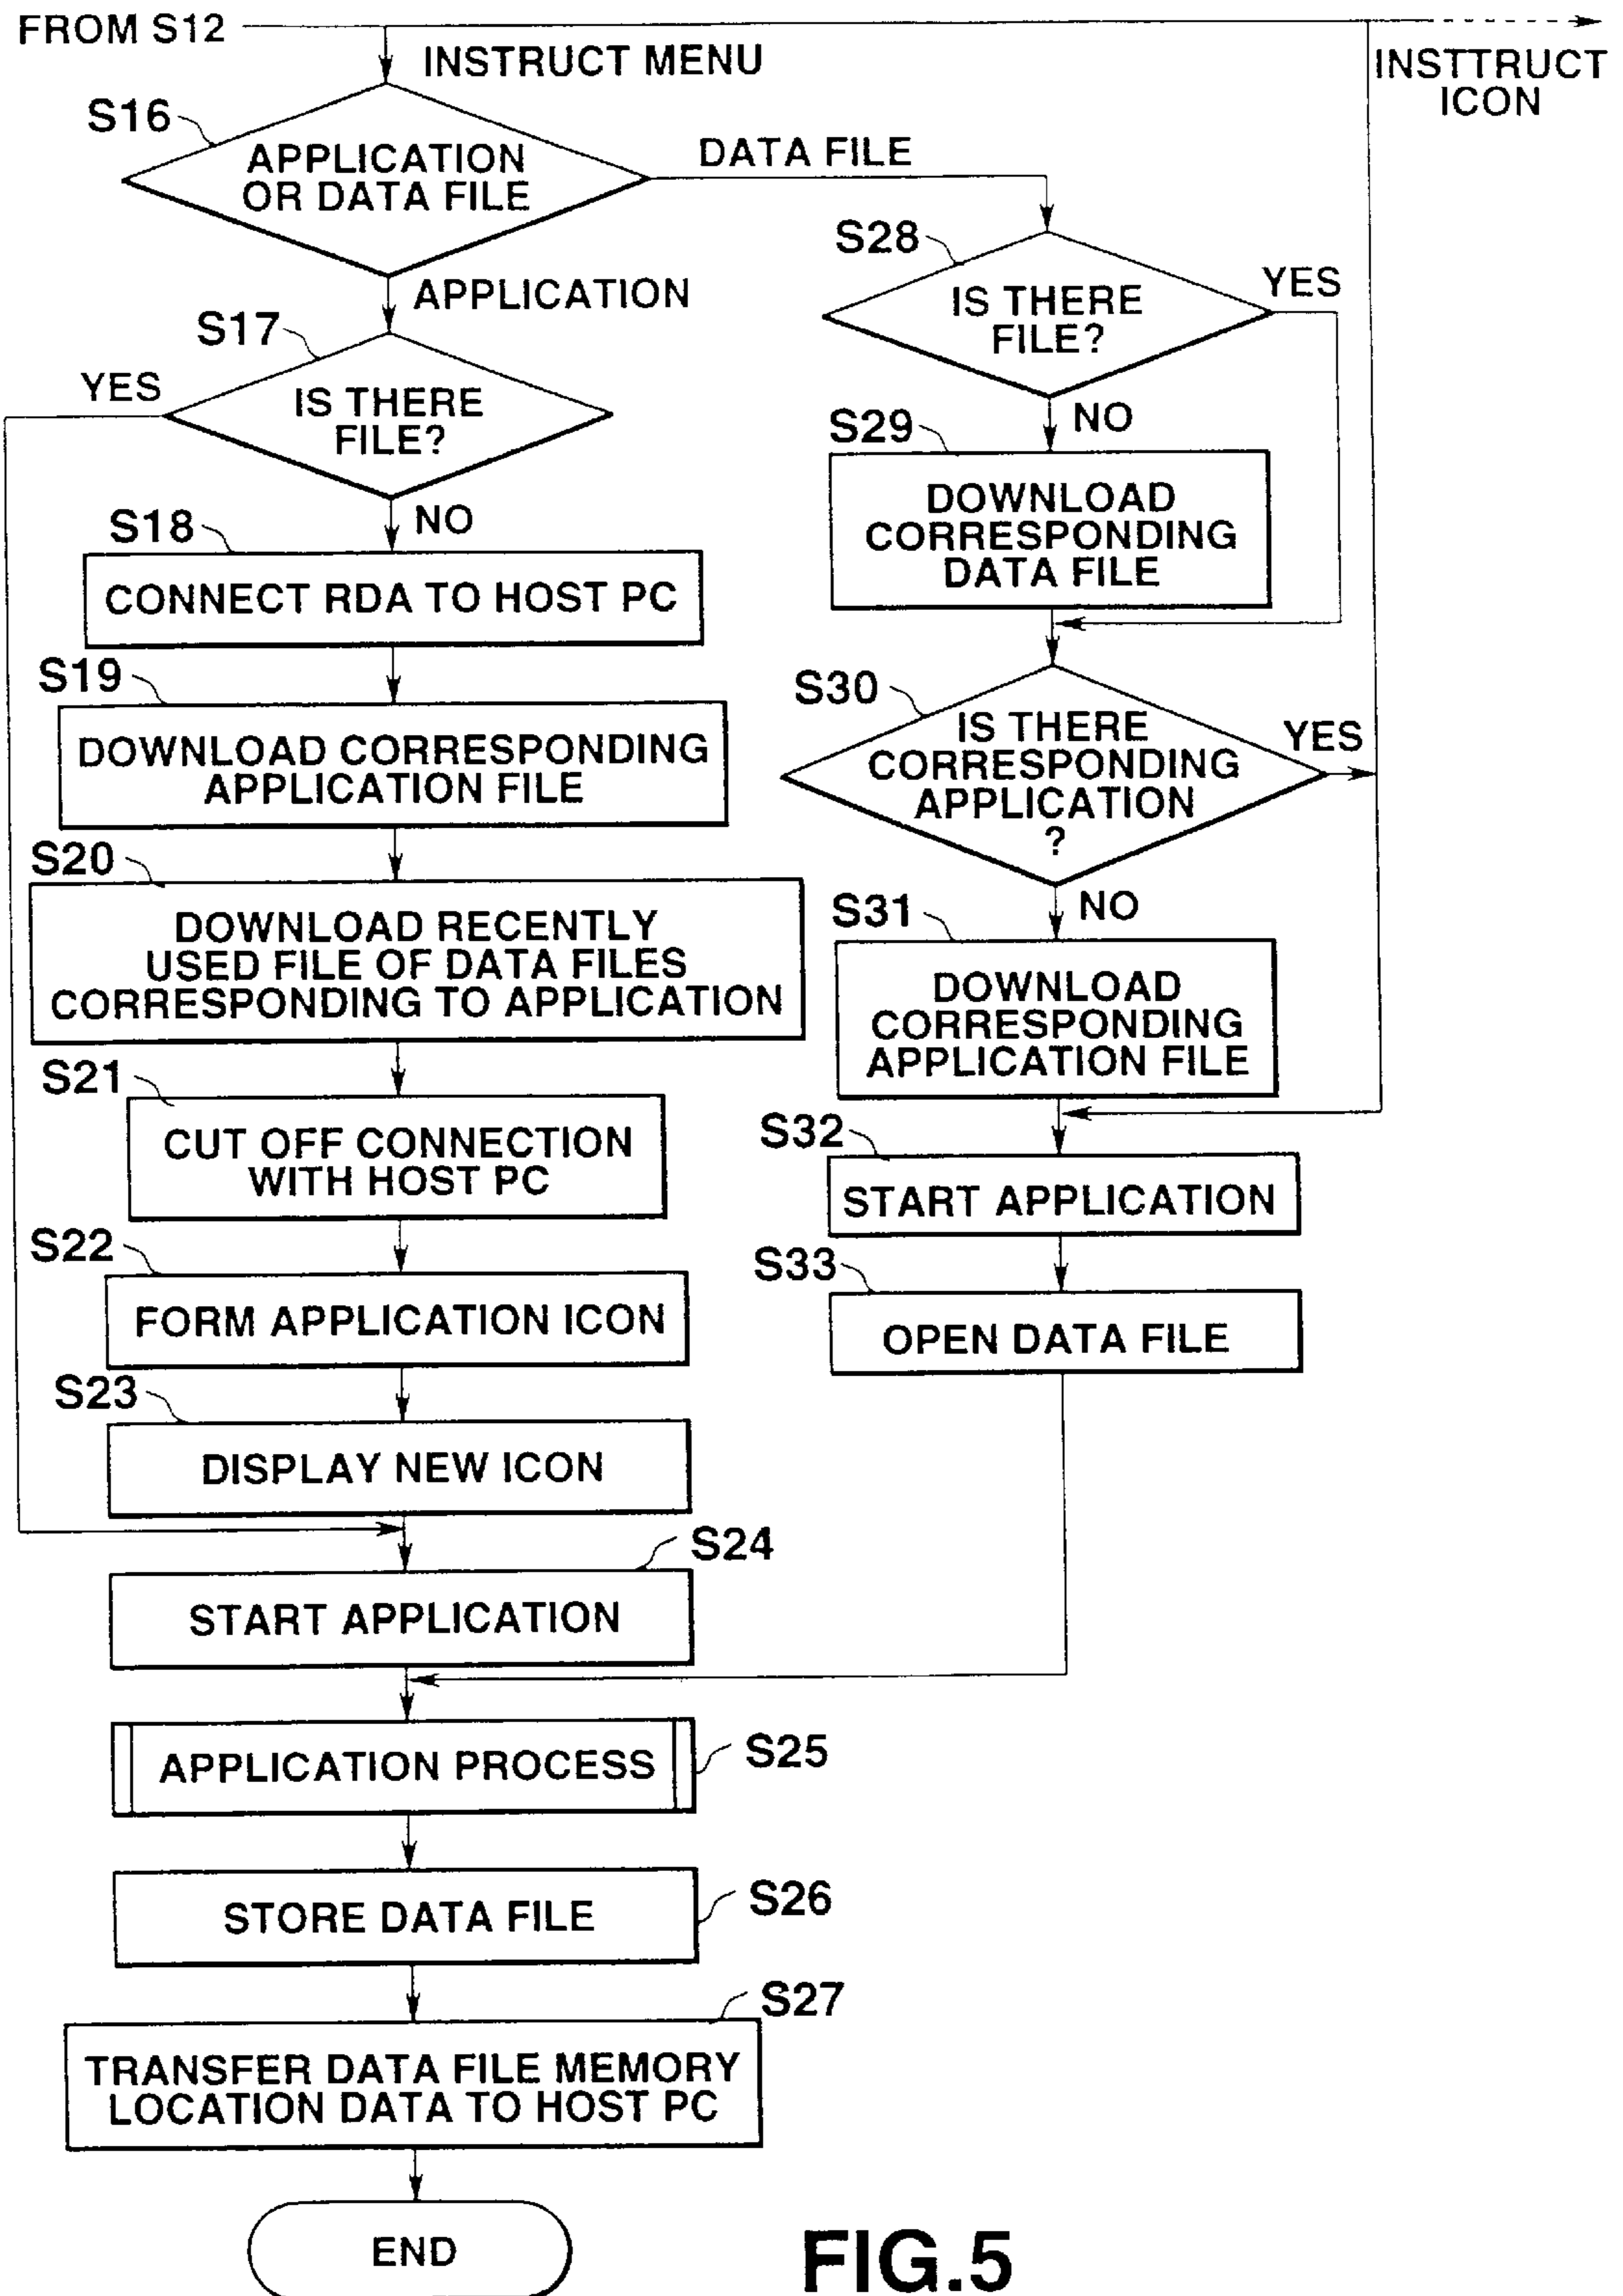 FROM S12
INSTRUCT MENU
INSTTRUCT
ICON
S16
APPLICATION
OR DATA FILE
DATA FILE
APPLICATION
S17
YES
IS THERE
FILE?
NO
S18
CONNECT RDA TO HOST PC
S19
DOWNLOAD CORRESPONDING
APPLICATION FILE
S20
DOWNLOAD RECENTLY
USED FILE OF DATA FILES
CORRESPONDING TO APPLICATION
S21
CUT OFF CONNECTION
WITH HOST PC
S22
FORM APPLICATION ICON
S23
DISPLAY NEW ICON
S24
START APPLICATION
S25
APPLICATION PROCESS
S26
STORE DATA FILE
S27
TRANSFER DATA FILE MEMORY
LOCATION DATA TO HOST PC
END
S28
YES
IS THERE
FILE?
NO
S29
DOWNLOAD
CORRESPONDING
DATA FILE
S30
IS THERE
CORRESPONDING
APPLICATION
?
YES
NO
S31
DOWNLOAD
CORRESPONDING
APPLICATION FILE
S32
START APPLICATION
S33
OPEN DATA FILE
FIG.5